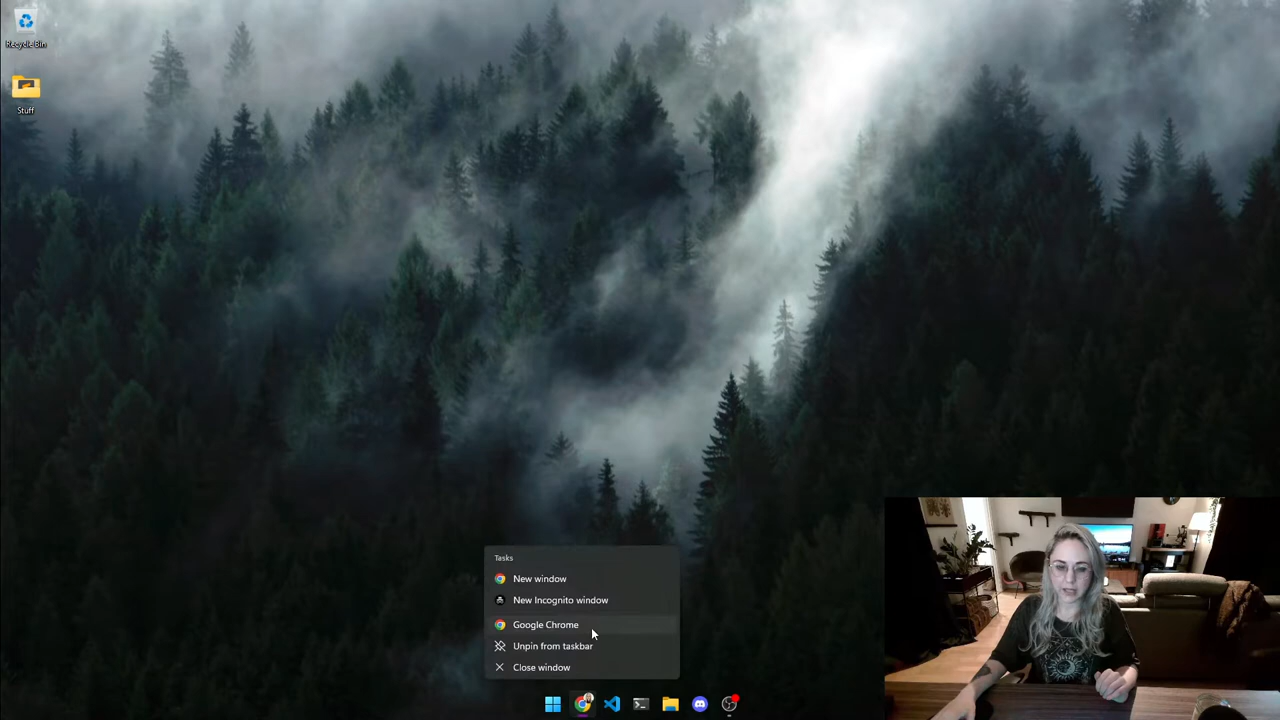 Recycle Bin
Stuff
Tasks
New window
New Incognito window
Google Chrome
Unpin from taskbar
Close window